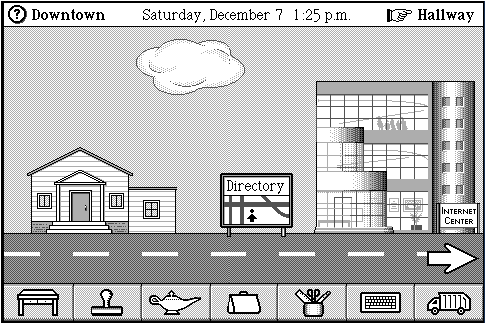 ? Downtown
Saturday, December 7 1:25 p.m.
Hallway
Directory
INTERNET
CENTER